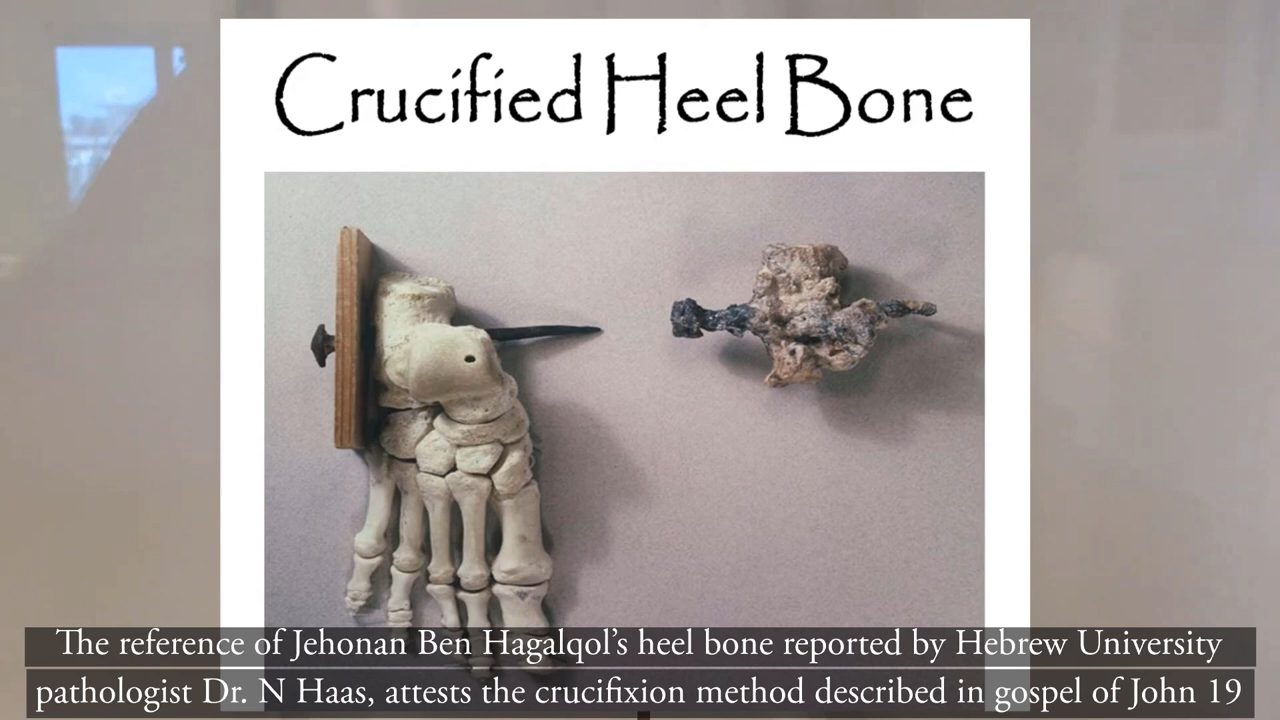 Crucified Heel Bone
The reference of Jehonan Ben Hagalqol's heel bone reported by Hebrew University
pathologist Dr. N Haas, attests the crucifixion method described in gospel of John 19